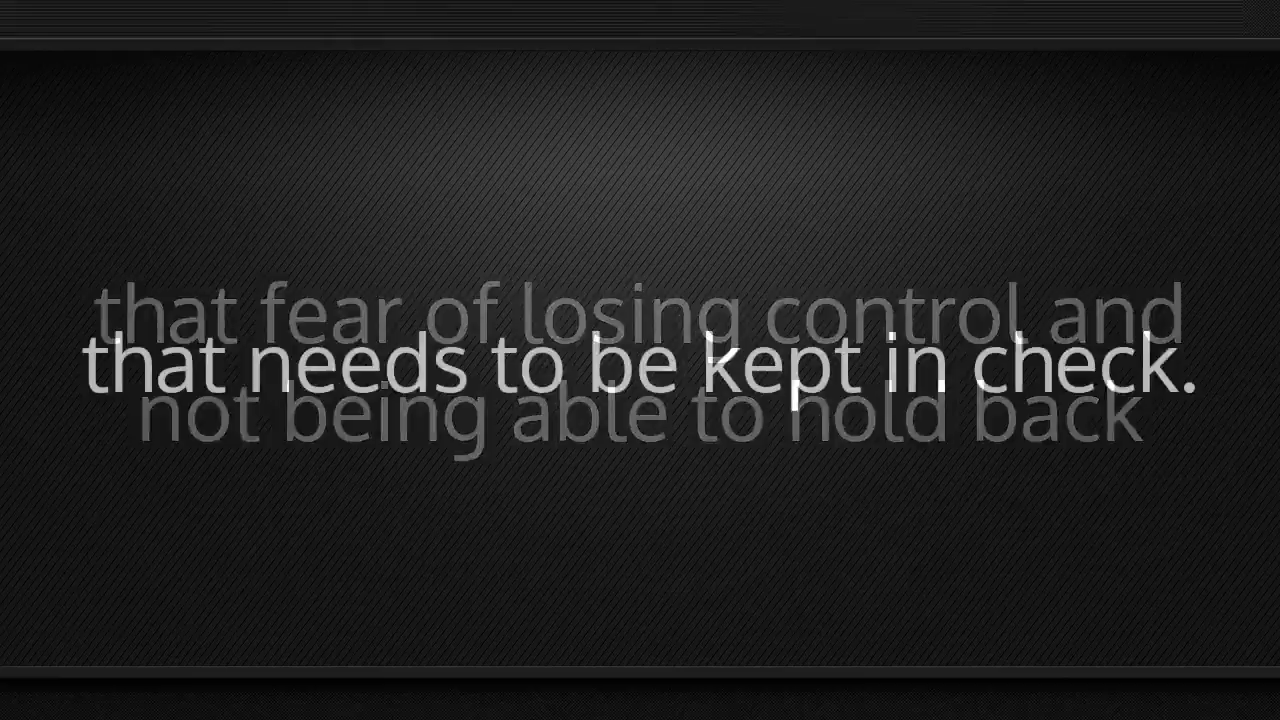 that fear of losing control and
that needs to be kept in check.
not being able to hold back